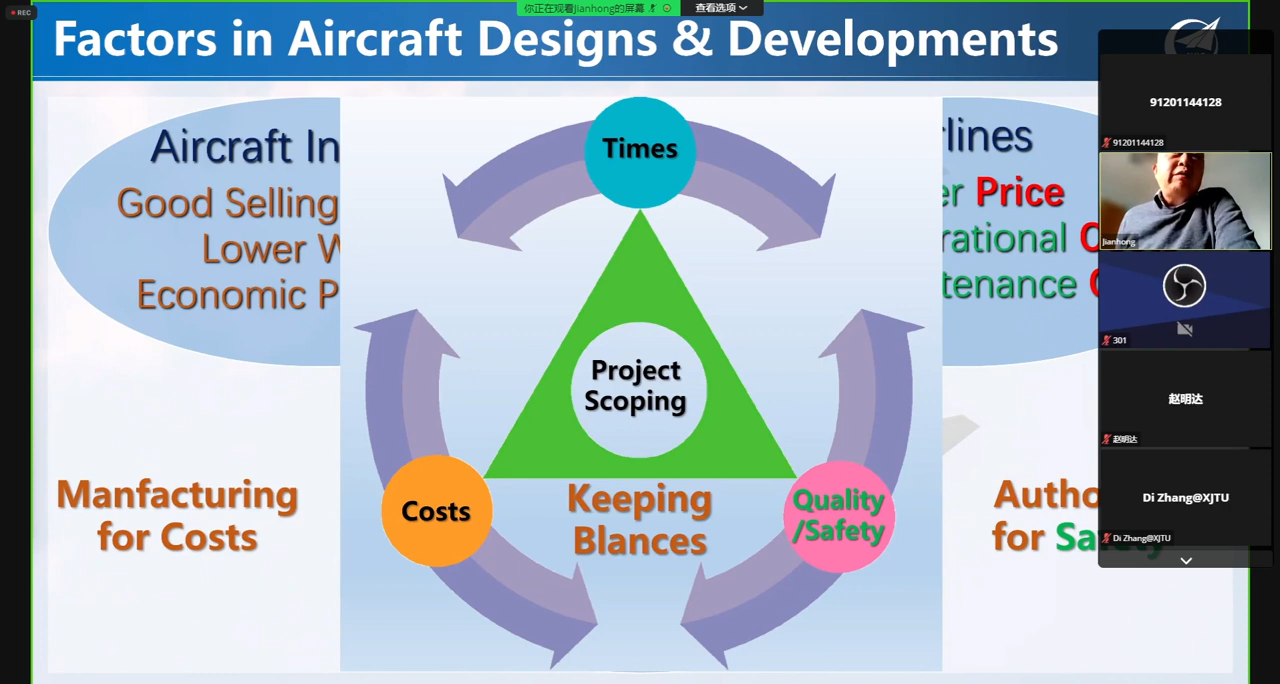 REC
你正在观看Jianhong的屏幕
查看选项
Factors in Aircraft Designs & Developments
Aircraft In
Good Selling
Lower W
Economic P
Times
Project
Scoping
Costs
Quality
/Safety
Keeping
Blances
Manfacturing
for Costs
lines
er Price
rational
tenance
Autho
for Safety
91201144128
91201144128
Jianhong
301
赵明达
赵明达
Di Zhang@XJTU
Di Zhang@XJTU